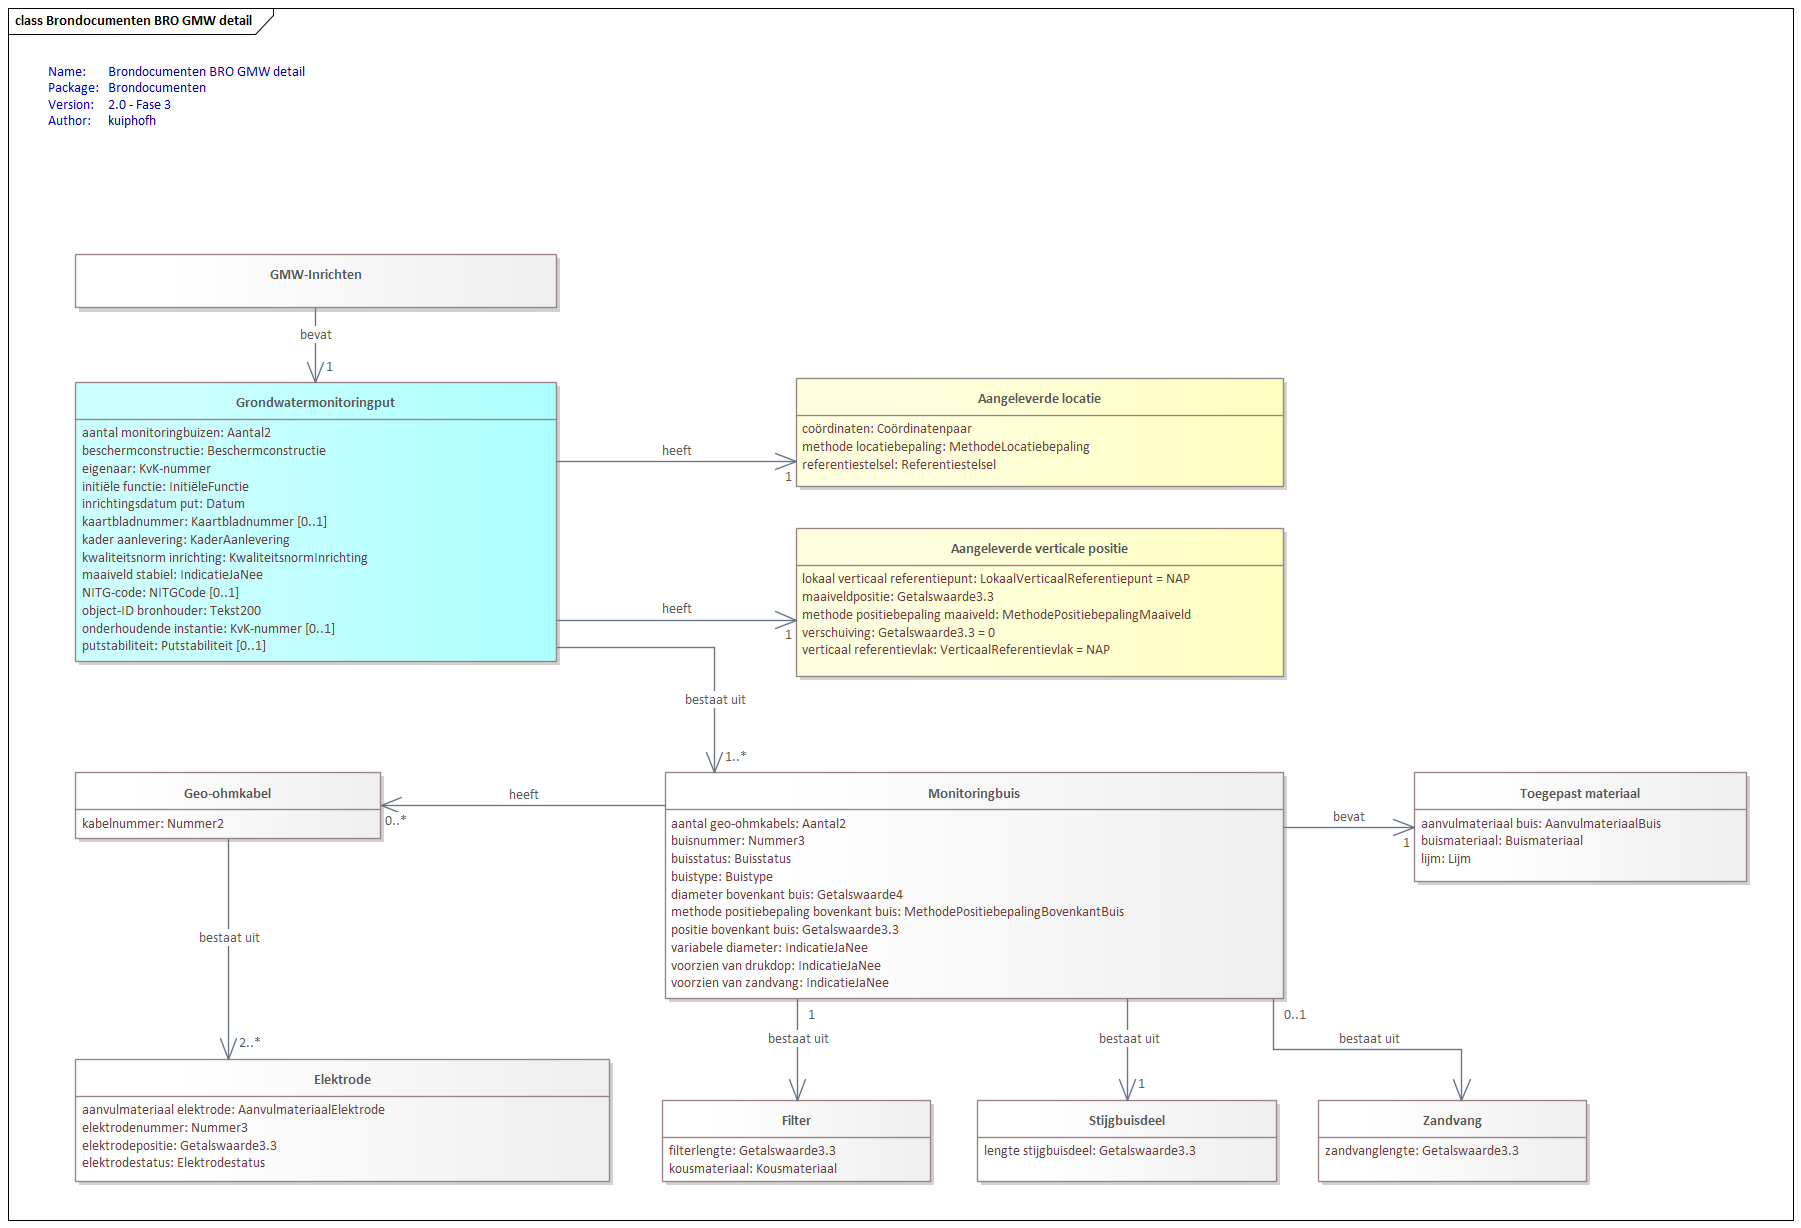 class Brondocumenten BRO GMW detail
Name: Brondocumenten BRO GMW detail
Package: Brondocumenten
Version: 2.0 - Fase 3
Author: kuiphofh
GMW-Inrichten
bevat
1
Grondwatermonitoringput
aantal monitoringbuizen: Aantal2
beschermconstructie: Beschermconstructie
eigenaar: KvK-nummer
initiële functie: InitiëleFunctie
inrichtingsdatum put: Datum
kaartbladnummer: Kaartbladnummer [0..1]
kader aanlevering: KaderAanlevering
kwaliteitsnorm inrichting: KwaliteitsnormInrichting
maaiveld stabiel: IndicatieJaNee
NITG-code: NITGCode [0..1]
object-ID bronhouder: Tekst200
onderhoudende instantie: KvK-nummer [0..1]
putstabiliteit: Putstabiliteit [0..1]
heeft
1
Aangeleverde locatie
coördinaten: Coördinatenpaar
methode locatiebepaling: MethodeLocatiebepaling
referentiestelsel: Referentiestelsel
heeft
1
Aangeleverde verticale positie
lokaal verticaal referentiepunt: LokaalVerticaalReferentiepunt = NAP
maaiveldpositie: Getalswaarde3.3
methode positiebepaling maaiveld: MethodePositiebepalingMaaiveld
verschuiving: Getalswaarde3.3 = 0
verticaal referentievlak: VerticaalReferentievlak = NAP
bestaat uit
1..*
Geo-ohmkabel
kabelnummer: Nummer2
heeft
0..*
Monitoringbuis
aantal geo-ohmkabels: Aantal2
buisnummer: Nummer3
buisstatus: Buisstatus
buistype: Buistype
diameter bovenkant buis: Getalswaarde4
methode positiebepaling bovenkant buis: MethodePositiebepalingBovenkantBuis
positie bovenkant buis: Getalswaarde3.3
variabele diameter: IndicatieJaNee
voorzien van drukdop: IndicatieJaNee
voorzien van zandvang: IndicatieJaNee
bevat
1
Toegepast materiaal
aanvulmateriaal buis: AanvulmateriaalBuis
buismateriaal: Buismateriaal
lijm: Lijm
bestaat uit
2..*
Elektrode
aanvulmateriaal elektrode: AanvulmateriaalElektrode
elektrodenummer: Nummer3
elektrodepositie: Getalswaarde3.3
elektrodestatus: Elektrodestatus
1
bestaat uit
Filter
filterlengte: Getalswaarde3.3
kousmateriaal: Kousmateriaal
bestaat uit
1
Stijgbuisdeel
lengte stijgbuisdeel: Getalswaarde3.3
0..1
bestaat uit
Zandvang
zandvanglengte: Getalswaarde3.3